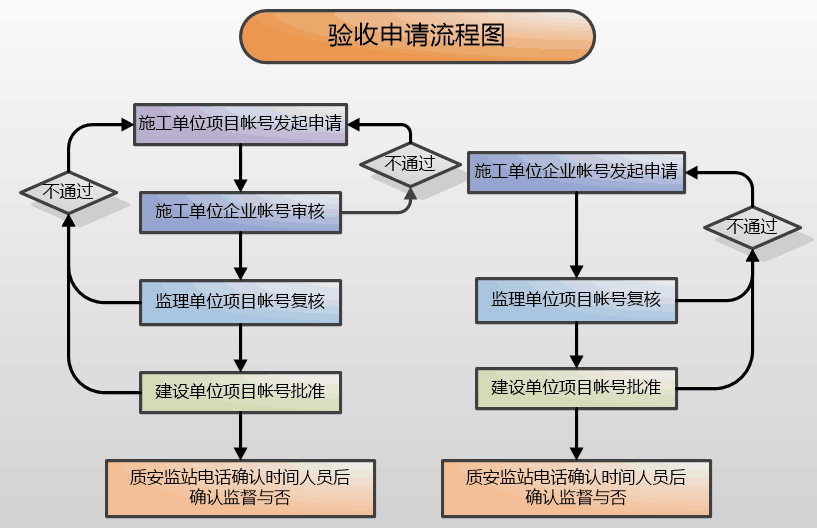 验收申请流程图
施工单位项目帐号发起申请
不通过
不通过
施工单位企业帐号审核
监理单位项目帐号复核
建设单位项目帐号批准
质安监站电话确认时间人员后
确认监督与否
施工单位企业帐号发起申请
不通过
监理单位项目帐号复核
建设单位项目帐号批准
质安监站电话确认时间人员后
确认监督与否